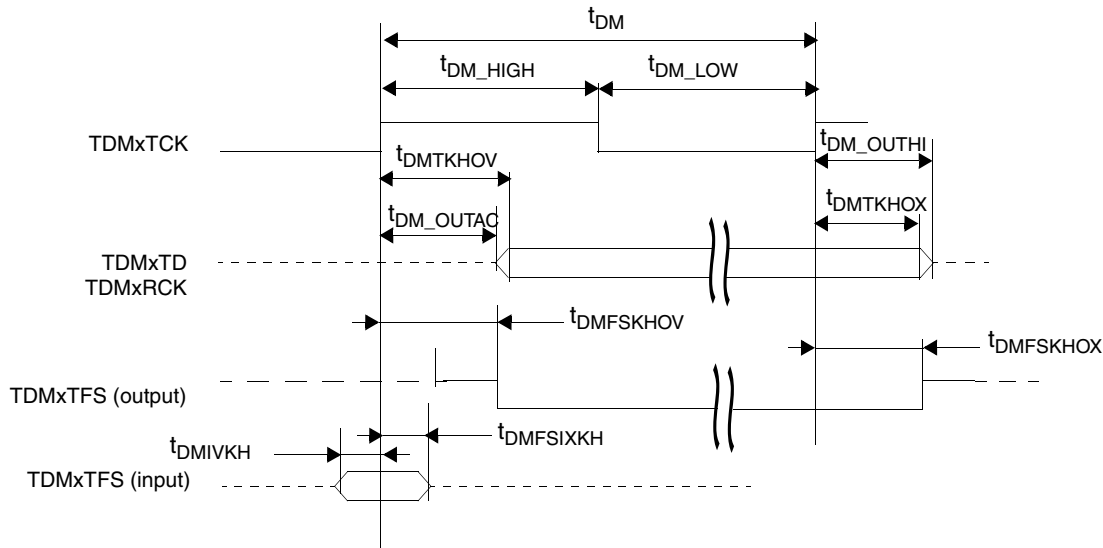 tDM
tDM_HIGH
tDM_LOW
TDMxTCK
tDM_OUTHI
tDMTKHOV
tDMTKHOX
tDM_OUTAC
TDMxTD
TDMxRCK
tDMFSKHOV
tDMFSKHOX
TDMxTFS (output)
tDMFSIXKH
tDMIVKH
TDMxTFS (input)